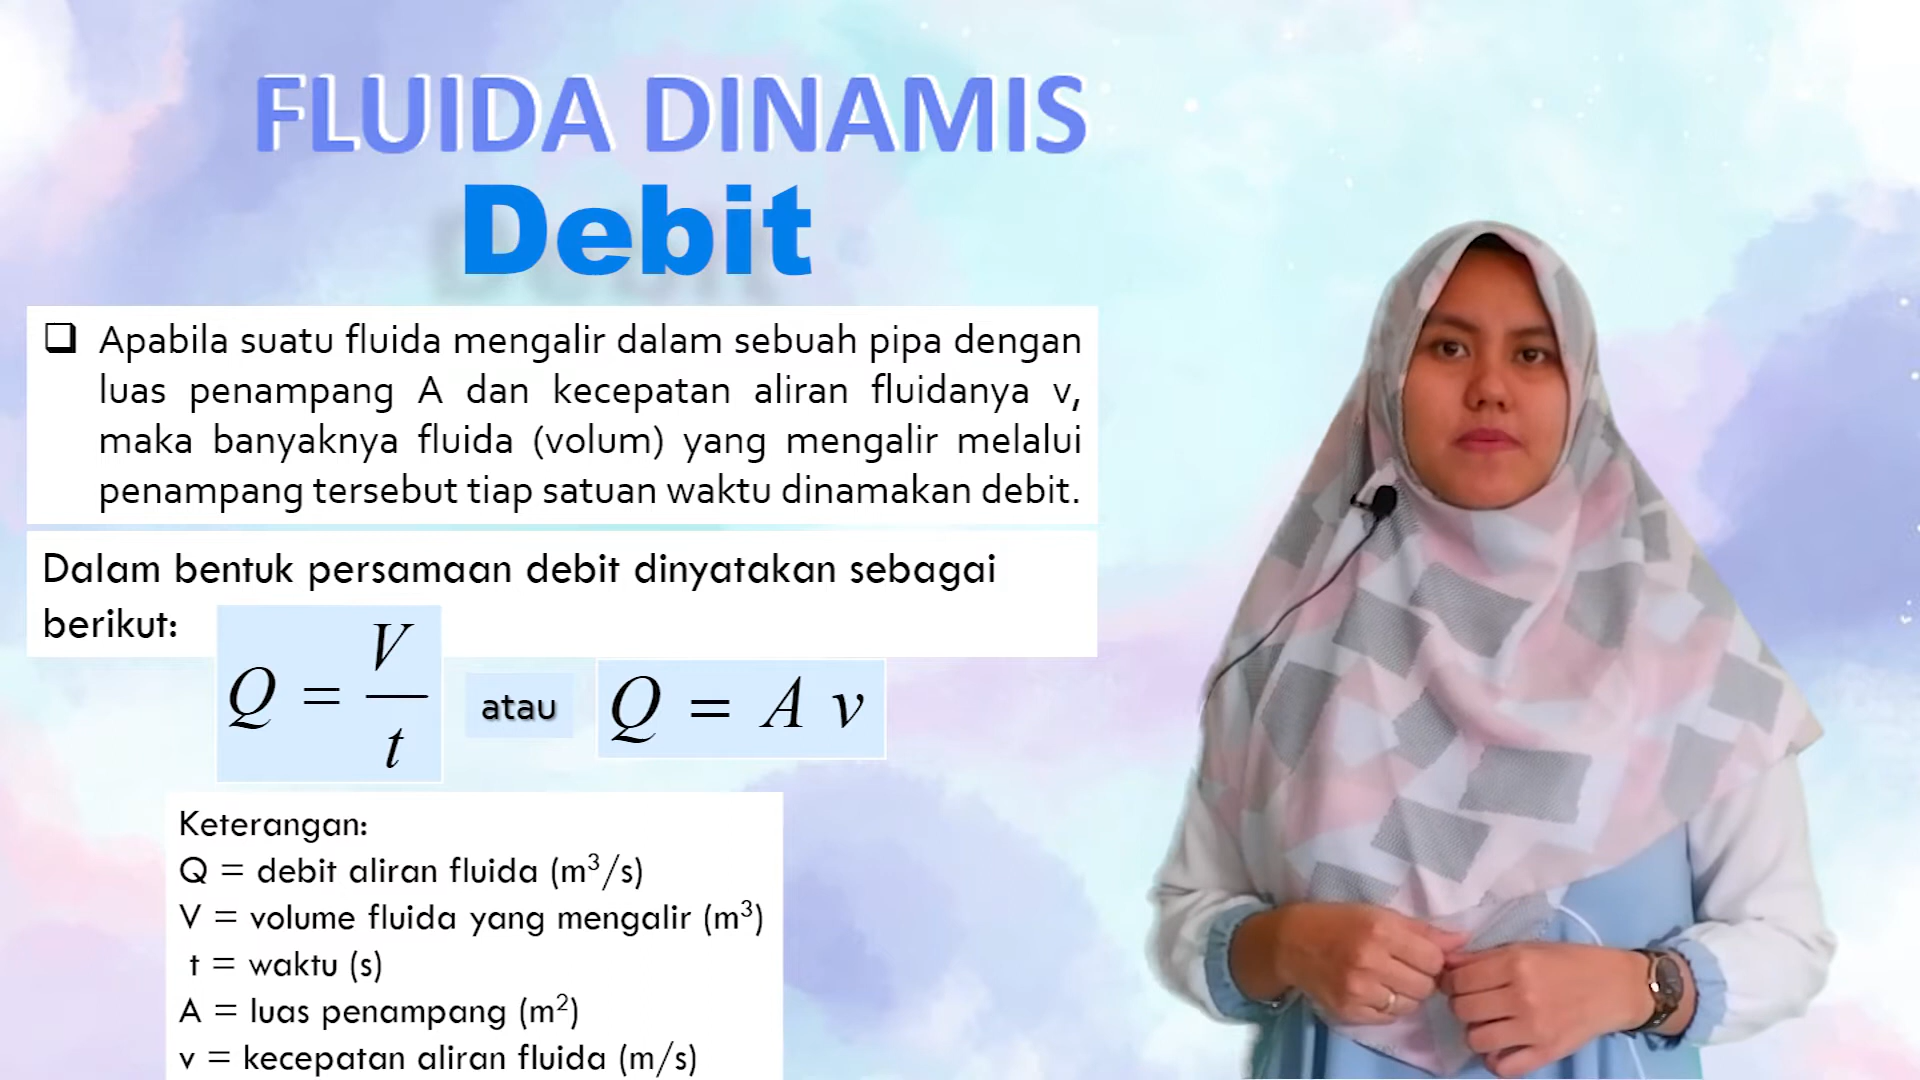 FLUIDA DINAMIS
Debit
❑ Apabila suatu fluida mengalir dalam sebuah pipa dengan
luas penampang A dan kecepatan aliran fluidanya v,
maka banyaknya fluida (volum) yang mengalir melalui
penampang tersebut tiap satuan waktu dinamakan debit.
Dalam bentuk persamaan debit dinyatakan sebagai
berikut:
Q = V/t atau Q = A v
Keterangan:
Q = debit aliran fluida (m³/s)
V = volume fluida yang mengalir (m³)
t = waktu (s)
A = luas penampang (m²)
v = kecepatan aliran fluida (m/s)